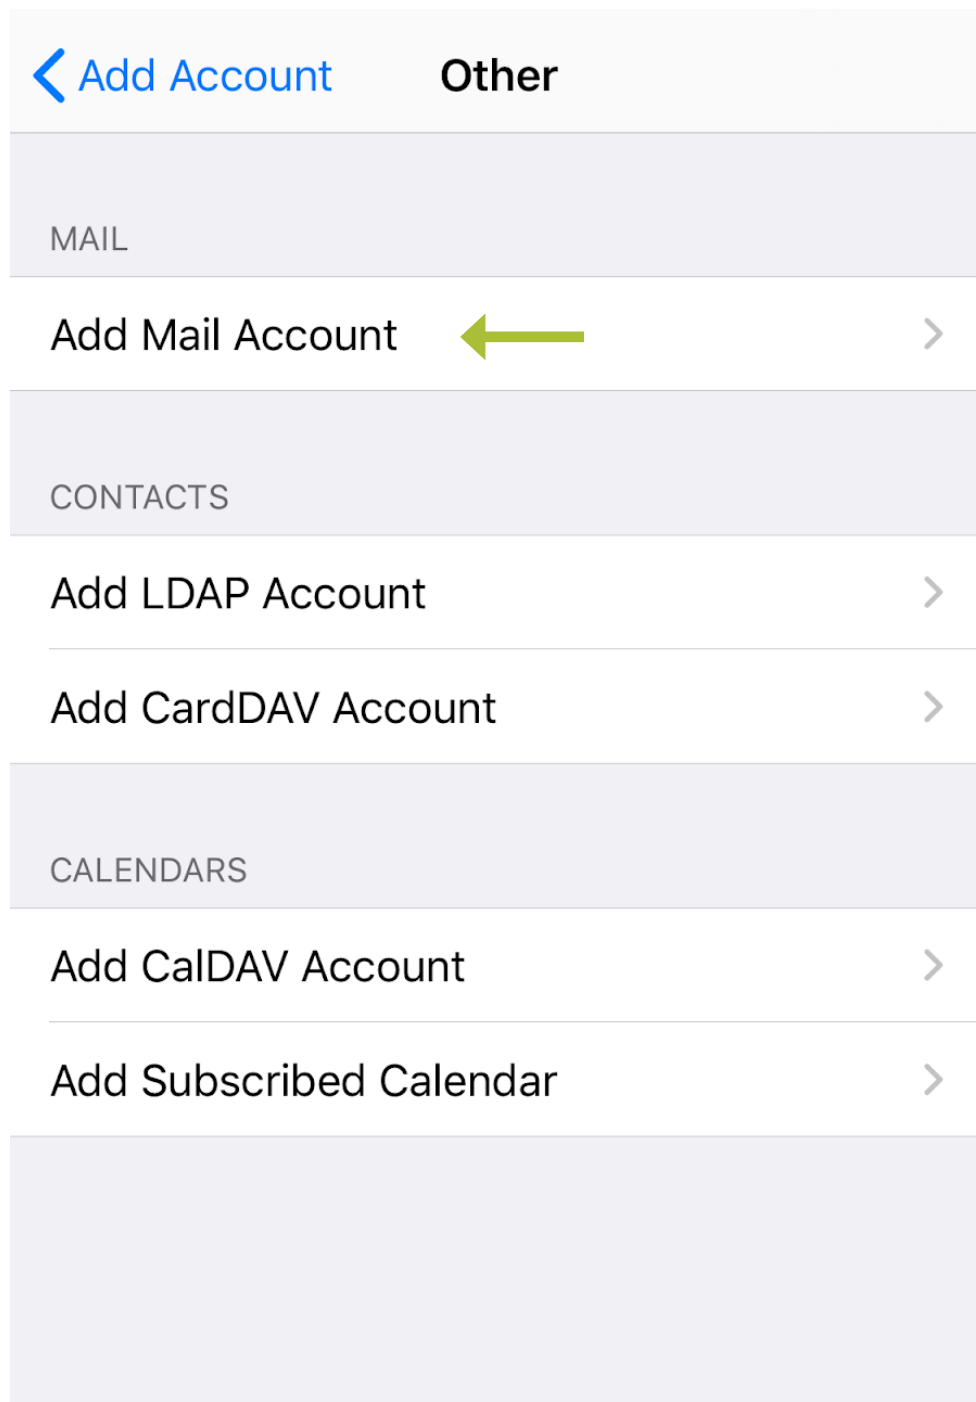 Add Account
Other
MAIL
Add Mail Account
CONTACTS
Add LDAP Account
Add CardDAV Account
CALENDARS
Add CalDAV Account
Add Subscribed Calendar